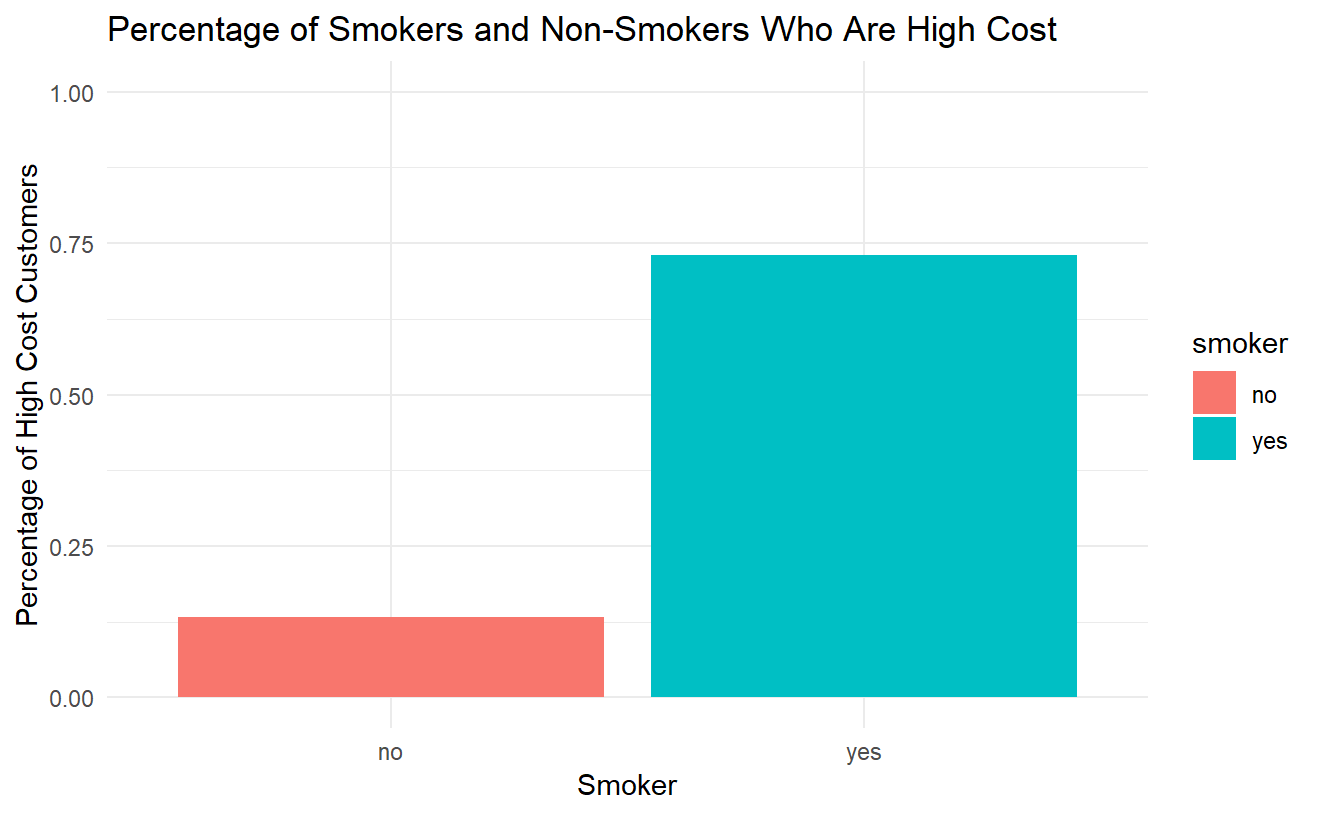 Percentage of Smokers and Non-Smokers Who Are High Cost
Percentage of High Cost Customers
1.00
0.75
0.50
0.25
0.00
no
yes
Smoker
smoker
no
yes